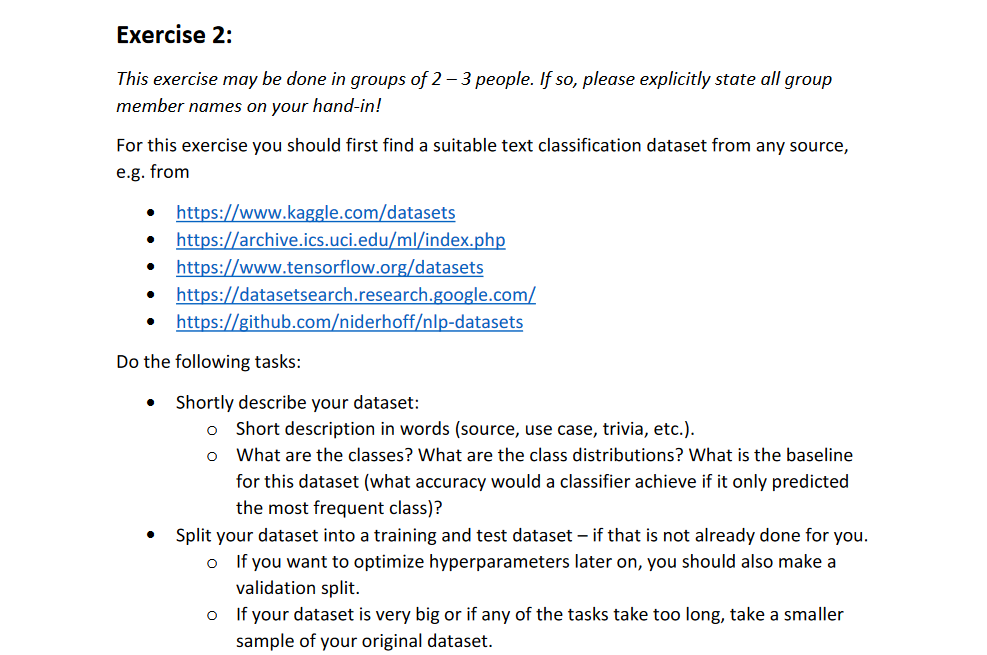 Exercise 2:
This exercise may be done in groups of 2 – 3 people. If so, please explicitly state all group
member names on your hand-in!
For this exercise you should first find a suitable text classification dataset from any source,
e.g. from
• https://www.kaggle.com/datasets
• https://archive.ics.uci.edu/ml/index.php
• https://www.tensorflow.org/datasets
• https://datasetsearch.research.google.com/
• https://github.com/niderhoff/nlp-datasets
Do the following tasks:
• Shortly describe your dataset:
o Short description in words (source, use case, trivia, etc.).
o What are the classes? What are the class distributions? What is the baseline
for this dataset (what accuracy would a classifier achieve if it only predicted
the most frequent class)?
• Split your dataset into a training and test dataset – if that is not already done for you.
o If you want to optimize hyperparameters later on, you should also make a
validation split.
o If your dataset is very big or if any of the tasks take too long, take a smaller
sample of your original dataset.